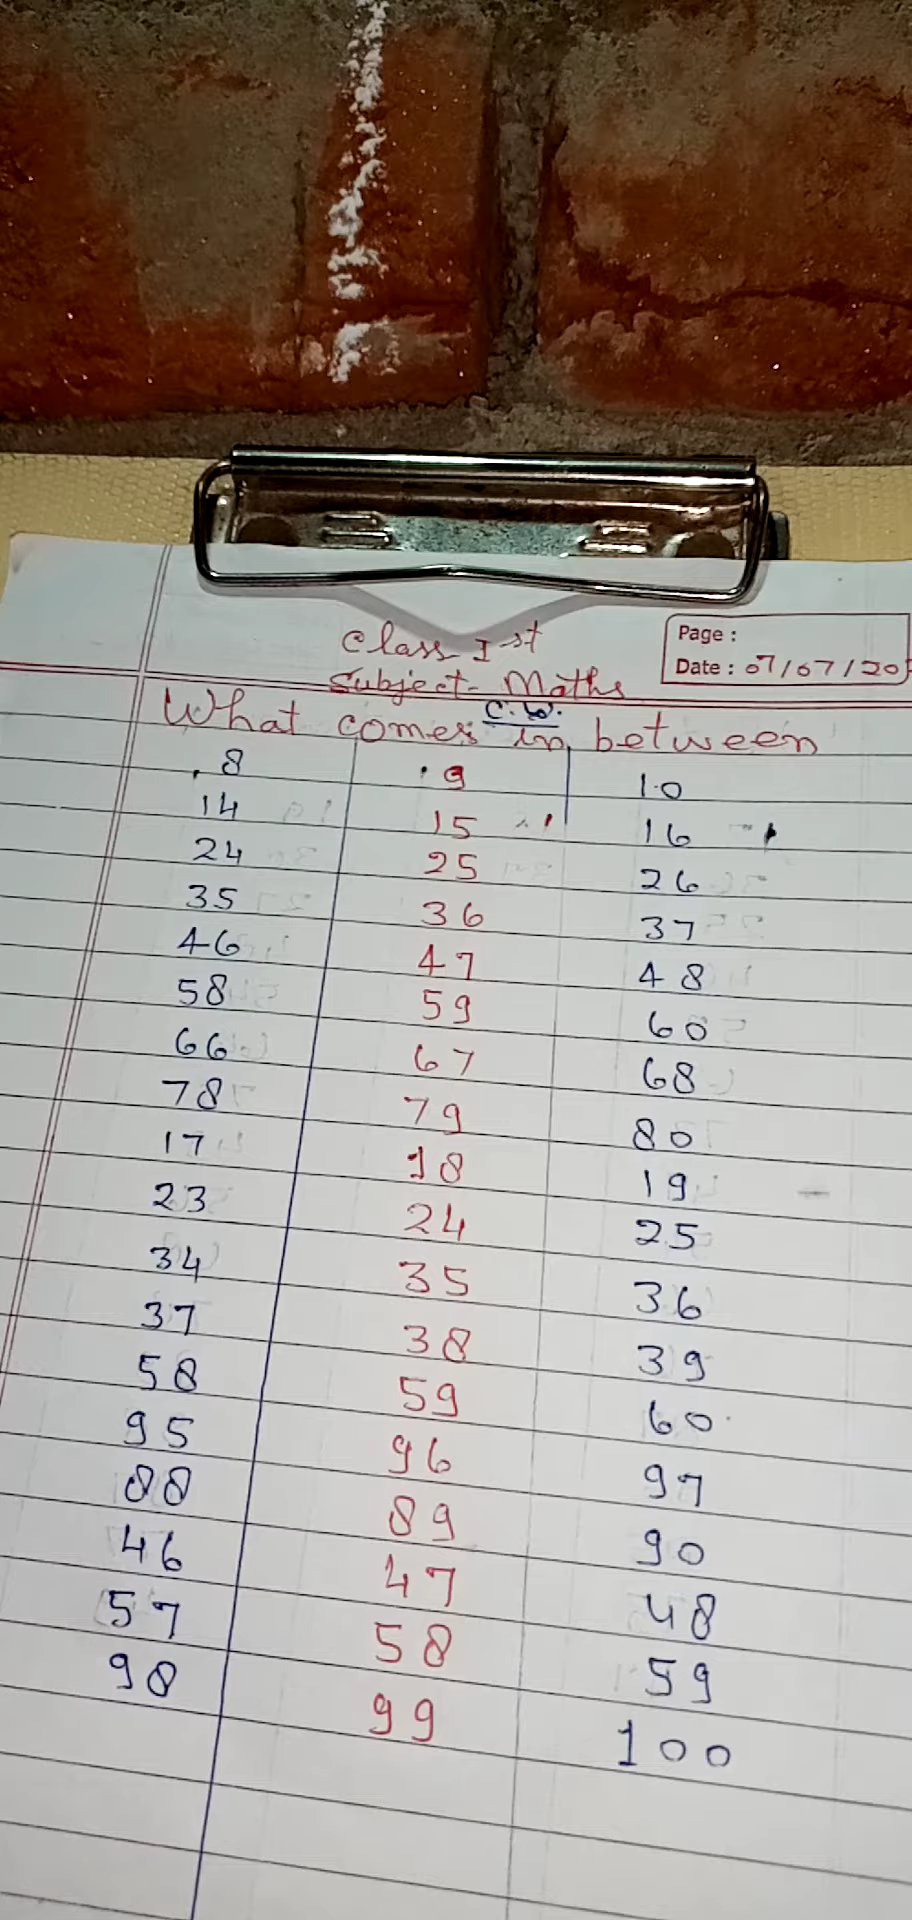 Class I st
Page :
Subject - Maths
Date : 07/07/20
C.W.
What comes in between
8 9 10
14 15 16
24 25 26
35 36 37
46 47 48
58 59 60
66 67 68
78 79 80
17 18 19
23 24 25
34 35 36
37 38 39
58 59 60
95 96 97
88 89 90
46 47 48
57 58 59
98 99 100